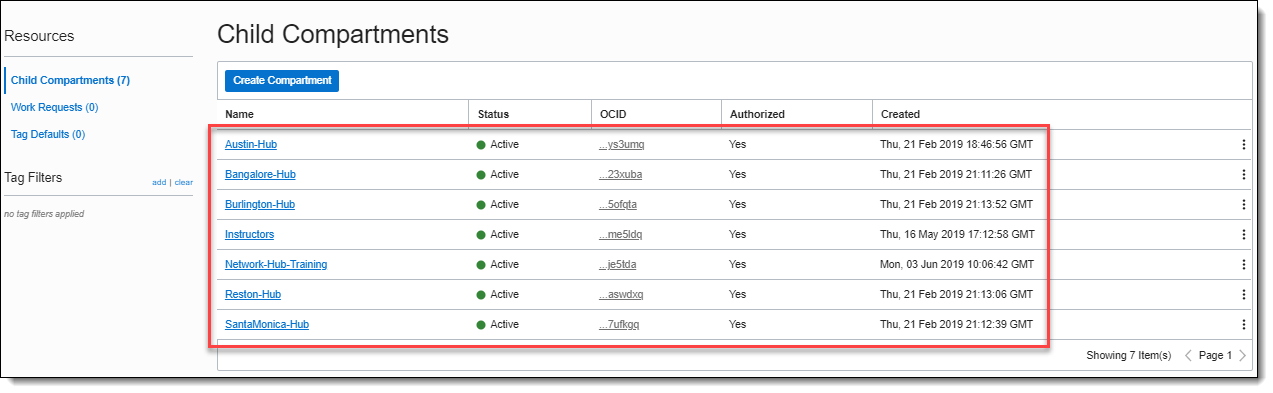 Resources
Child Compartments (7)
Work Requests (0)
Tag Defaults (0)
Tag Filters
add | clear
no tag filters applied
Child Compartments
Create Compartment
Name Status OCID Authorized Created
Austin-Hub Active ...ys3umq Yes Thu, 21 Feb 2019 18:46:56 GMT
Bangalore-Hub Active ...23xuba Yes Thu, 21 Feb 2019 21:11:26 GMT
Burlington-Hub Active ...5ofqta Yes Thu, 21 Feb 2019 21:13:52 GMT
Instructors Active ...me5ldq Yes Thu, 16 May 2019 17:12:58 GMT
Network-Hub-Training Active ...je5tda Yes Mon, 03 Jun 2019 10:06:42 GMT
Reston-Hub Active ...aswdxq Yes Thu, 21 Feb 2019 21:13:06 GMT
SantaMonica-Hub Active ...7ufkgq Yes Thu, 21 Feb 2019 21:12:39 GMT
Showing 7 Item(s) Page 1